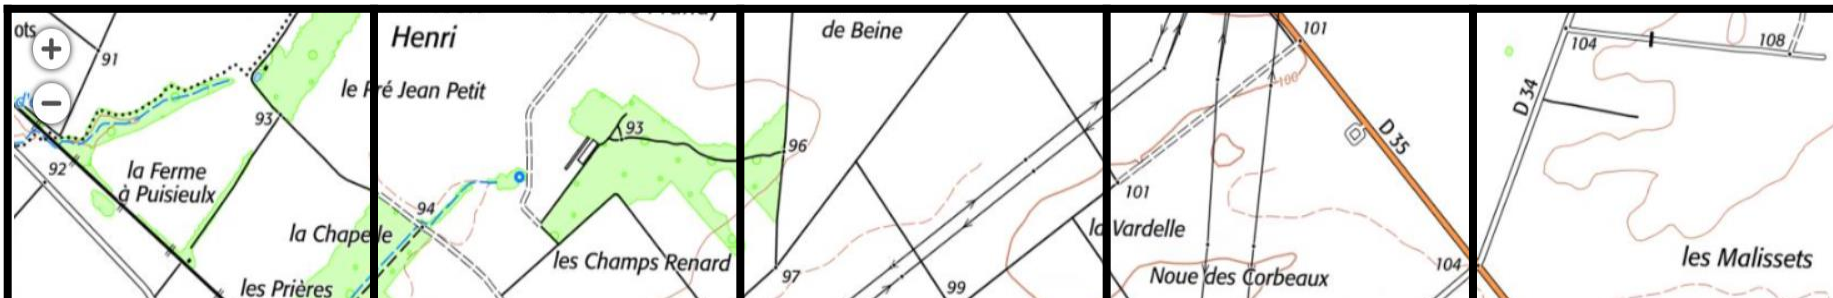 ots
91
93
92
la Ferme
à Puisieulx
la Chapelle
les Prières
Henri
le Pré Jean Petit
93
94
les Champs Renard
de Beine
96
97
99
101
100
D 35
101
la Vardelle
Noue des Corbeaux
104
104
108
D 34
les Malissets